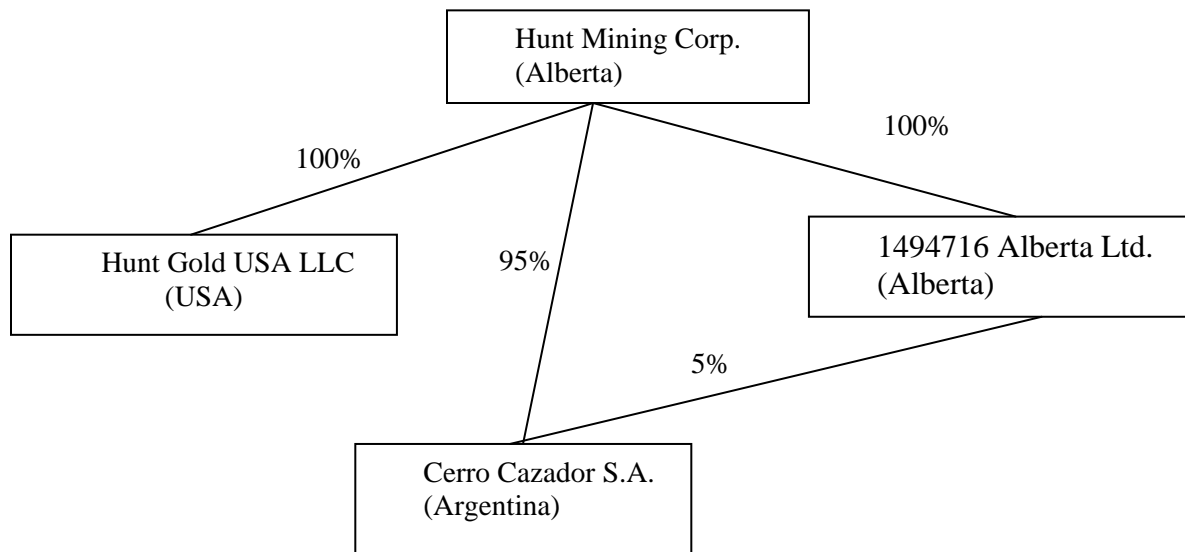 Hunt Mining Corp.
(Alberta)
100%
100%
Hunt Gold USA LLC
(USA)
95%
1494716 Alberta Ltd.
(Alberta)
5%
Cerro Cazador S.A.
(Argentina)